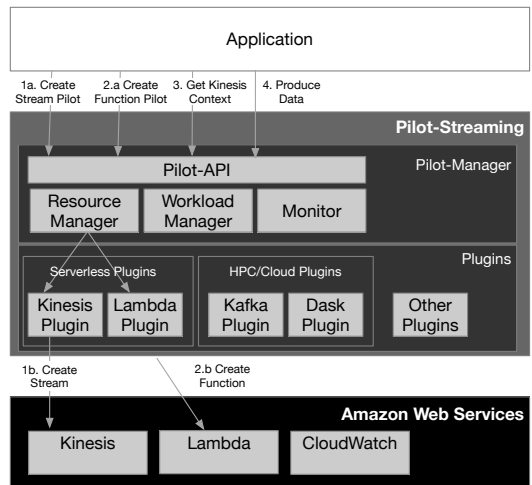 Application
1a. Create
Stream Pilot
2.a Create
Function Pilot
3. Get Kinesis
Context
4. Produce
Data
Pilot-Streaming
Pilot-Manager
Pilot-API
Resource
Manager
Workload
Manager
Monitor
Plugins
Serverless Plugins
Kinesis
Plugin
Lambda
Plugin
HPC/Cloud Plugins
Kafka
Plugin
Dask
Plugin
Other
Plugins
1b. Create
Stream
2.b Create
Function
Amazon Web Services
Kinesis
Lambda
CloudWatch